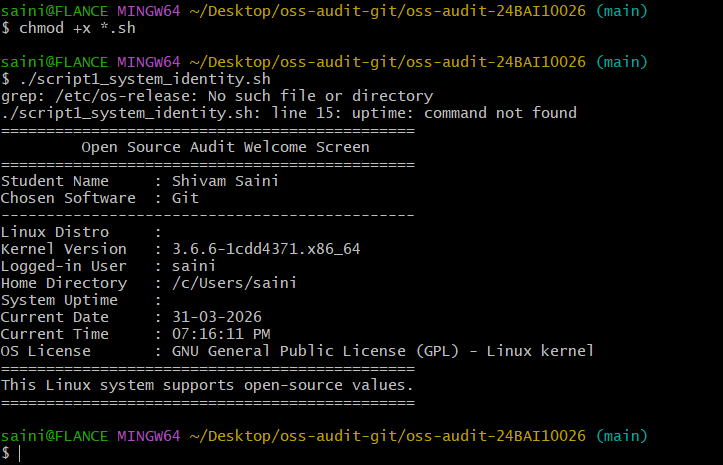 saini@FLANCE MINGW64 ~/Desktop/oss-audit-git/oss-audit-24BAI10026 (main)
$ chmod +x *.sh
saini@FLANCE MINGW64 ~/Desktop/oss-audit-git/oss-audit-24BAI10026 (main)
$ ./script1_system_identity.sh
grep: /etc/os-release: No such file or directory
./script1_system_identity.sh: line 15: uptime: command not found
==============================================
         Open Source Audit Welcome Screen
==============================================
Student Name     : Shivam Saini
Chosen Software  : Git
----------------------------------------------
Linux Distro     :
Kernel Version   : 3.6.6-1cdd4371.x86_64
Logged-in User   : saini
Home Directory   : /c/Users/saini
System Uptime    :
Current Date     : 31-03-2026
Current Time     : 07:16:11 PM
OS License       : GNU General Public License (GPL) - Linux kernel
==============================================
This Linux system supports open-source values.
==============================================
saini@FLANCE MINGW64 ~/Desktop/oss-audit-git/oss-audit-24BAI10026 (main)
$